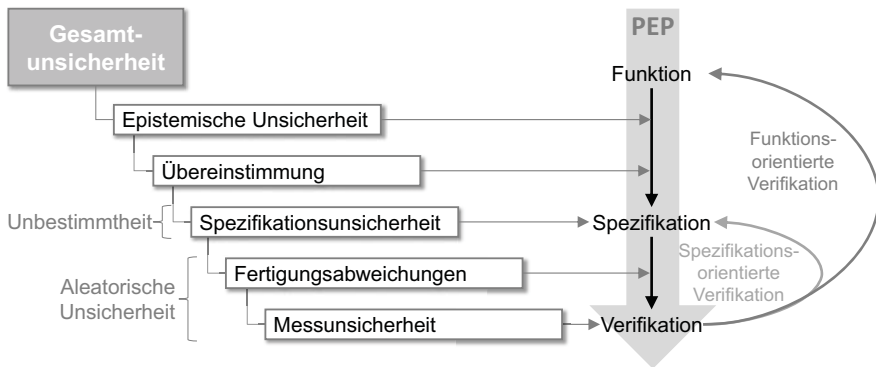 Gesamt-
unsicherheit
PEP
Funktion
Epistemische Unsicherheit
Übereinstimmung
Funktions-
orientierte
Verifikation
Unbestimmtheit
Spezifikationsunsicherheit
Spezifikation
Spezifikations-
orientierte
Verifikation
Aleatorische
Unsicherheit
Fertigungsabweichungen
Messunsicherheit
Verifikation